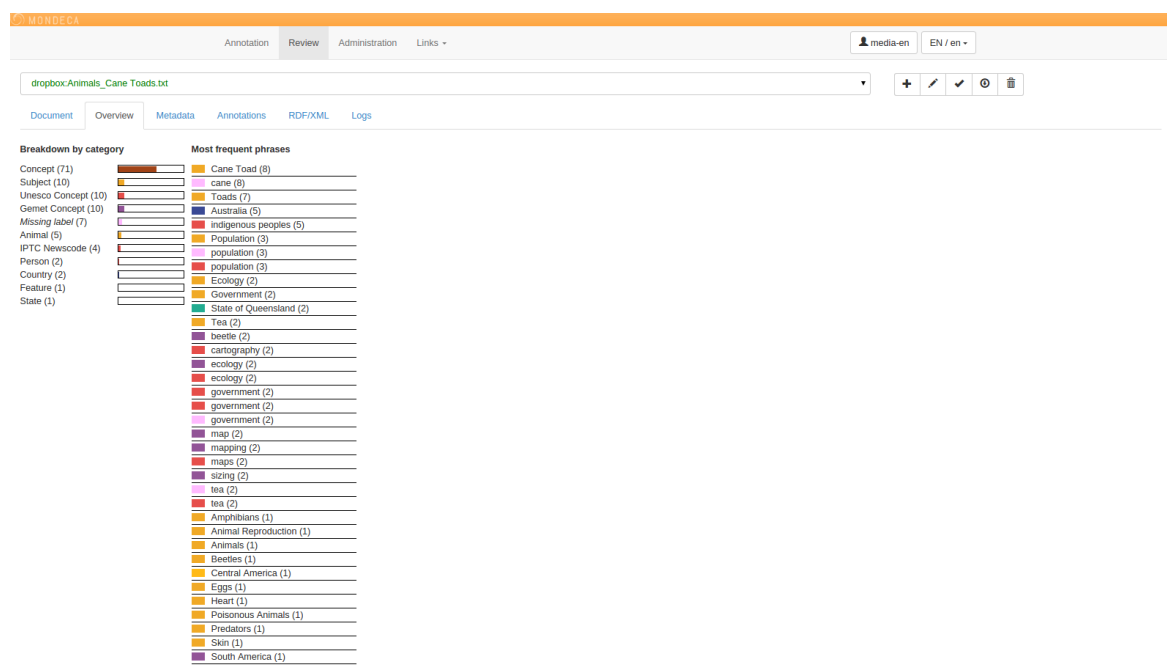 MONDECA
Annotation Review Administration Links
media-en EN / en
dropbox:Animals_Cane Toads.txt
Document Overview Metadata Annotations RDF/XML Logs
Breakdown by category
Concept (71)
Subject (10)
Unesco Concept (10)
Gemet Concept (10)
Missing label (7)
Animal (5)
IPTC Newscode (4)
Person (2)
Country (2)
Feature (1)
State (1)
Most frequent phrases
Cane Toad (8)
cane (8)
Toads (7)
Australia (5)
indigenous peoples (5)
Population (3)
population (3)
population (3)
Ecology (2)
Government (2)
State of Queensland (2)
Tea (2)
beetle (2)
cartography (2)
ecology (2)
ecology (2)
government (2)
government (2)
government (2)
map (2)
mapping (2)
maps (2)
sizing (2)
tea (2)
tea (2)
Amphibians (1)
Animal Reproduction (1)
Animals (1)
Beetles (1)
Central America (1)
Eggs (1)
Heart (1)
Poisonous Animals (1)
Predators (1)
Skin (1)
South America (1)